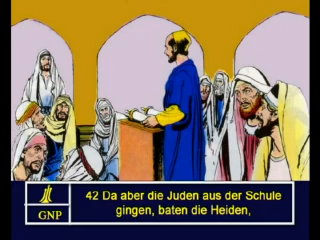 42 Da aber die Juden aus der Schule
gingen, baten die Heiden,
GNP